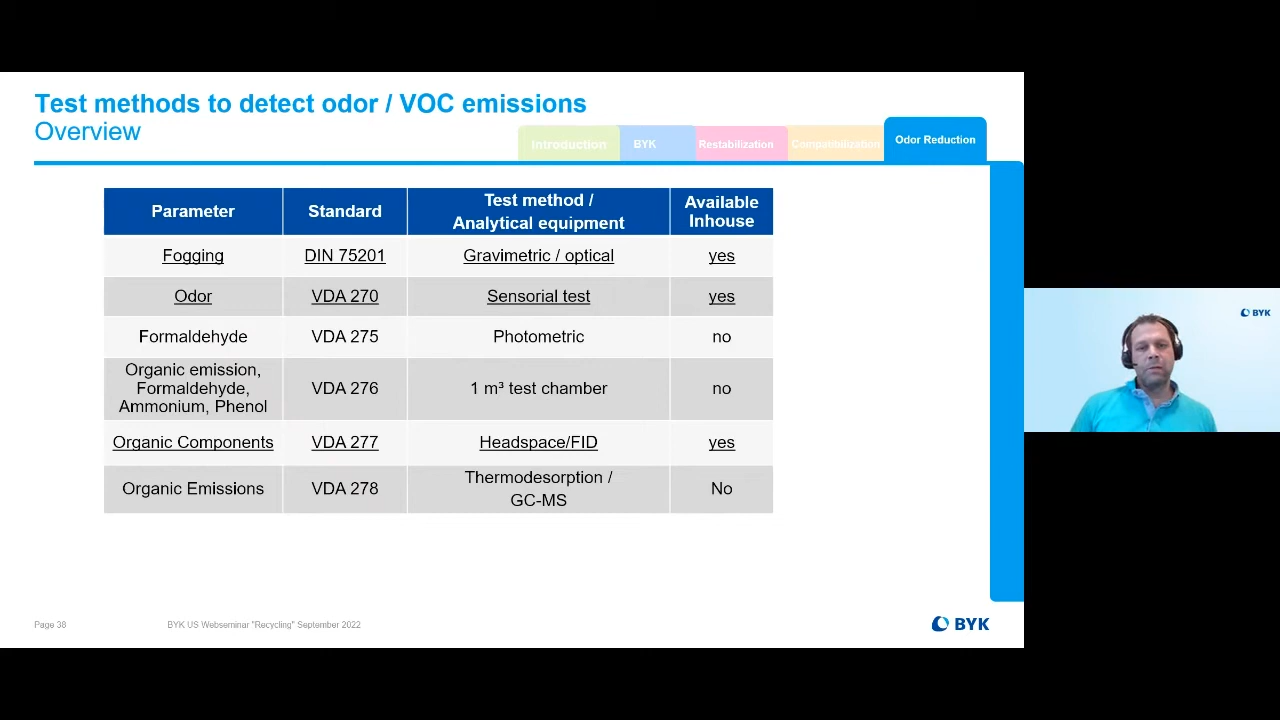 Test methods to detect odor / VOC emissions
Overview
Introduction BYK Restabilization Compatibilization Odor Reduction
Parameter Standard Test method / Analytical equipment Available Inhouse
Fogging DIN 75201 Gravimetric / optical yes
Odor VDA 270 Sensorial test yes
Formaldehyde VDA 275 Photometric no
Organic emission, Formaldehyde, Ammonium, Phenol VDA 276 1 m³ test chamber no
Organic Components VDA 277 Headspace/FID yes
Organic Emissions VDA 278 Thermodesorption / GC-MS No
BYK
Page 38 BYK US Webseminar "Recycling" September 2022
BYK